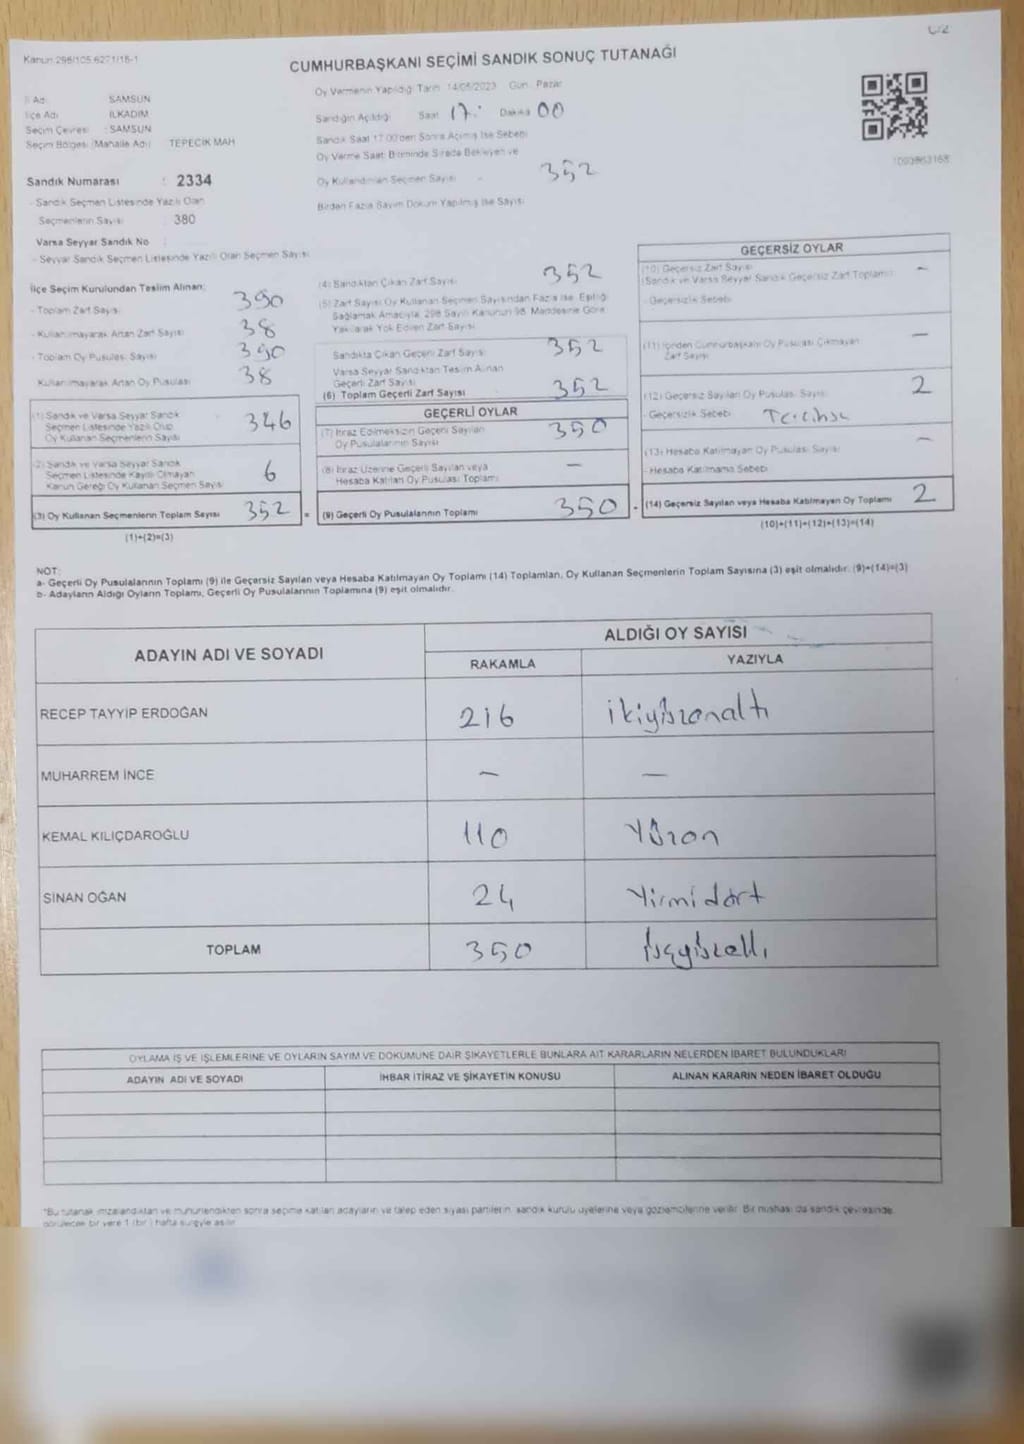 Kanun 298/105.6271/16-1
CUMHURBAŞKANI SEÇİMİ SANDIK SONUÇ TUTANAĞI
İl Adı SAMSUN
İlçe Adı İLKADIM
Seçim Çevresi : SAMSUN
Seçim Bölgesi (Mahalle Adı) TEPECİK MAH
Sandık Numarası : 2334
- Sandık Seçmen Listesinde Yazılı Olan
Seçmenlerin Sayısı 380
Varsa Seyyar Sandık No
- Seyyar Sandık Seçmen Listesinde Yazılı Olan Seçmen Sayısı
Oy Vermenin Yapıldığı Tarih 14/05/2023 Gün Pazar
Sandığın Açıldığı Saat 17: Dakika 00
Sandık Saat 17:00'den Sonra Açılmış İse Sebebi
Oy Verme Saati Bitiminde Sırada Bekleyen ve
Oy Kullandırılan Seçmen Sayısı - 352
Birden Fazla Sayım Döküm Yapılmış İse Sayısı
1093863168
İlçe Seçim Kurulundan Teslim Alınan:
- Toplam Zarf Sayısı 390
- Kullanılmayarak Artan Zarf Sayısı 38
- Toplam Oy Pusulası Sayısı 390
Kullanılmayarak Artan Oy Pusulası 38
(1) Sandık ve Varsa Seyyar Sandık
Seçmen Listesinde Yazılı Olup
Oy Kullanan Seçmenlerin Sayısı 346
(2) Sandık ve Varsa Seyyar Sandık
Seçmen Listesinde Kayıtlı Olmayan
Kanun Gereği Oy Kullanan Seçmen Sayısı 6
(3) Oy Kullanan Seçmenlerin Toplam Sayısı 352
(1)+(2)=(3)
(4) Sandıktan Çıkan Zarf Sayısı 352
(5) Zarf Sayısı Oy Kullanan Seçmen Sayısından Fazla İse, Eşitliği
Sağlamak Amacıyla, 298 Sayılı Kanunun 98. Maddesine Göre
Yakılarak Yok Edilen Zarf Sayısı
Sandıkta Çıkan Geçerli Zarf Sayısı 352
Varsa Seyyar Sandıktan Teslim Alınan
Geçerli Zarf Sayısı
(6) Toplam Geçerli Zarf Sayısı 352
GEÇERLİ OYLAR
(7) İtiraz Edilmeksizin Geçerli Sayılan
Oy Pusulalarının Sayısı 350
(8) İtiraz Üzerine Geçerli Sayılan veya
Hesaba Katılan Oy Pusulası Toplamı —
(9) Geçerli Oy Pusulalarının Toplamı 350
GEÇERSİZ OYLAR
(10) Geçersiz Zarf Sayısı
(Sandık ve Varsa Seyyar Sandık Geçersiz Zarf Toplamı) —
- Geçersizlik Sebebi
(11) İçinden Cumhurbaşkanı Oy Pusulası Çıkmayan
Zarf Sayısı —
(12) Geçersiz Sayılan Oy Pusulası Sayısı 2
- Geçersizlik Sebebi
(13) Hesaba Katılmayan Oy Pusulası Sayısı —
- Hesaba Katılmama Sebebi
(14) Geçersiz Sayılan veya Hesaba Katılmayan Oy Toplamı 2
(10)+(11)+(12)+(13)=(14)
NOT:
a- Geçerli Oy Pusulalarının Toplamı (9) ile Geçersiz Sayılan veya Hesaba Katılmayan Oy Toplamı (14) Toplamları, Oy Kullanan Seçmenlerin Toplam Sayısına (3) eşit olmalıdır. (9)+(14)=(3)
b- Adayların Aldığı Oyların Toplamı, Geçerli Oy Pusulalarının Toplamına (9) eşit olmalıdır.
ADAYIN ADI VE SOYADI
ALDIĞI OY SAYISI
RAKAMLA YAZIYLA
RECEP TAYYİP ERDOĞAN 216 ikiyüzonaltı
MUHARREM İNCE — —
KEMAL KILIÇDAROĞLU 110 Yüzon
SİNAN OĞAN 24 Yirmidört
TOPLAM 350 üçyüzelli
OYLAMA İŞ VE İŞLEMLERİNE VE OYLARIN SAYIM VE DÖKÜMÜNE DAİR ŞİKAYETLERLE BUNLARA AİT KARARLARIN NELERDEN İBARET BULUNDUKLARI
ADAYIN ADI VE SOYADI İHBAR İTİRAZ VE ŞİKAYETİN KONUSU ALINAN KARARIN NEDEN İBARET OLDUĞU
*Bu tutanak imzalandıktan ve mühürlendikten sonra seçime katılan adayların ve talep eden siyasi partilerin, sandık kurulu üyelerine veya gözlemcilerine verilir. Bir nüshası da sandık çevresinde
görülecek bir yere 1 (bir) hafta süreyle asılır